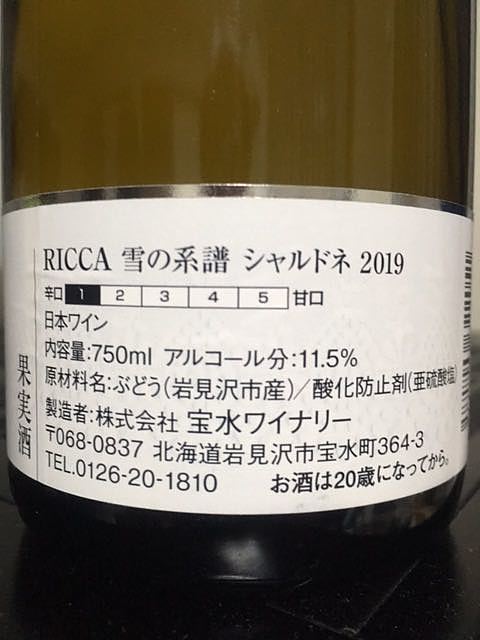 RICCA 雪の系譜 シャルドネ 2019
辛口 1 2 3 4 5 甘口
日本ワイン
内容量:750ml アルコール分:11.5%
原材料名:ぶどう(岩見沢市産)/酸化防止剤(亜硫酸塩)
製造者:株式会社 宝水ワイナリー
〒068-0837 北海道岩見沢市宝水町364-3
TEL.0126-20-1810 お酒は20歳になってから。
果実酒